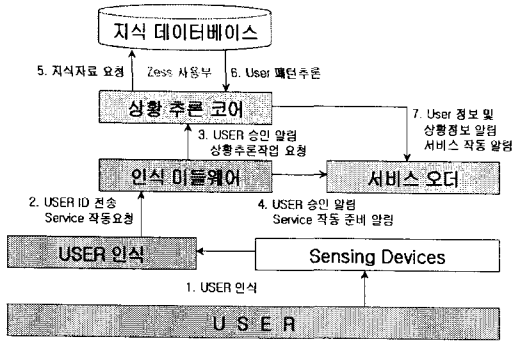 지식 데이터베이스
5. 지식자료 요청
Zess 사용부
6. User 패턴추론
상황 추론 코어
7. User 정보 및
상황정보 알림
서비스 작동 알림
3. USER 승인 알림
상황추론작업 요청
인식 미들웨어
서비스 오더
2. USER ID 전송
Service 작동요청
4. USER 승인 알림
Service 작동 준비 알림
USER 인식
Sensing Devices
1. USER 인식
U S E R